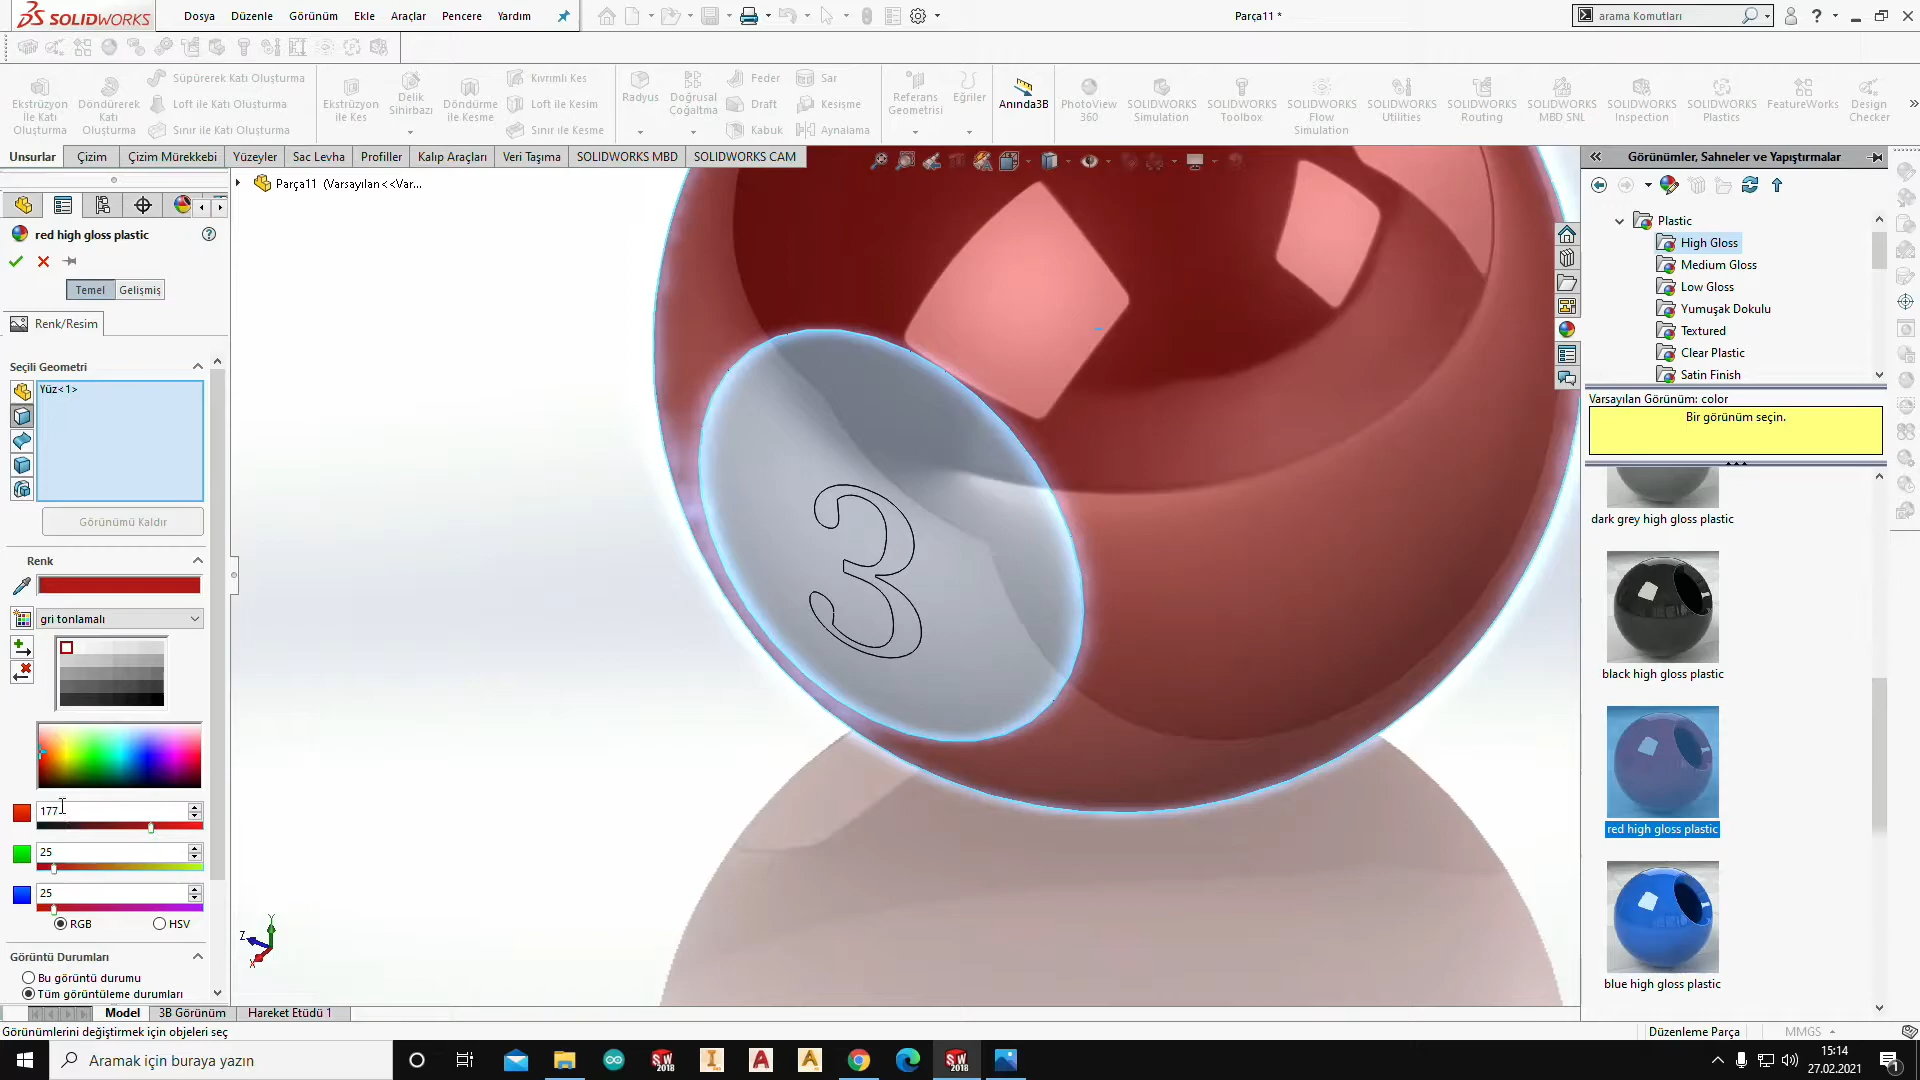 SOLIDWORKS
Dosya Düzenle Görünüm Ekle Araçlar Pencere Yardım
Parça11 *
arama Komutları
Ekstrüzyon ile Katı Oluşturma
Döndürerek Katı Oluşturma
Süpürerek Katı Oluşturma
Loft ile Katı Oluşturma
Sınır ile Katı Oluşturma
Ekstrüzyon ile Kes
Delik Sihirbazı
Döndürme ile Kesme
Kıvrımlı Kes
Loft ile Kesim
Sınır ile Kesme
Radyus
Doğrusal Çoğaltma
Feder
Draft
Kabuk
Sar
Kesişme
Aynalama
Referans Geometrisi
Eğriler
Anında3B
PhotoView 360
SOLIDWORKS Simulation
SOLIDWORKS Toolbox
SOLIDWORKS Flow Simulation
SOLIDWORKS Utilities
SOLIDWORKS Routing
SOLIDWORKS MBD SNL
SOLIDWORKS Inspection
SOLIDWORKS Plastics
FeatureWorks
Design Checker
Unsurlar Çizim Çizim Mürekkebi Yüzeyler Sac Levha Profiller Kalıp Araçları Veri Taşıma SOLIDWORKS MBD SOLIDWORKS CAM
Parça11 (Varsayılan<<Var...
red high gloss plastic
Temel Gelişmiş
Renk/Resim
Seçili Geometri
Yüz<1>
Görünümü Kaldır
Renk
gri tonlamalı
177
25
25
RGB HSV
Görüntü Durumları
Bu görüntü durumu
Tüm görüntüleme durumları
3
Görünümler, Sahneler ve Yapıştırmalar
Plastic
High Gloss
Medium Gloss
Low Gloss
Yumuşak Dokulu
Textured
Clear Plastic
Satin Finish
Varsayılan Görünüm: color
Bir görünüm seçin.
dark grey high gloss plastic
black high gloss plastic
red high gloss plastic
blue high gloss plastic
Model 3B Görünüm Hareket Etüdü 1
Görünümlerini değiştirmek için objeleri seç
Düzenleme Parça MMGS
Y
Z
X
Aramak için buraya yazın
SW 2018
I
A
A
SW 2018
15:14
27.02.2021
1